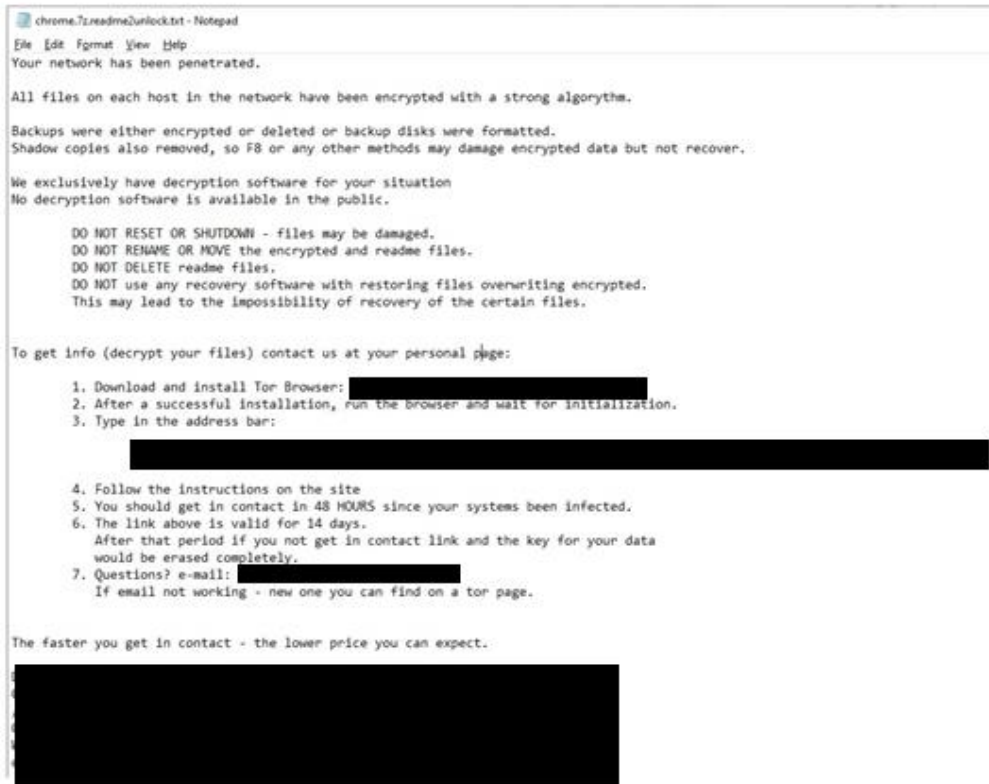 chrome.7z.readme2unlock.txt - Notepad
File Edit Format View Help
Your network has been penetrated.
All files on each host in the network have been encrypted with a strong algorythm.
Backups were either encrypted or deleted or backup disks were formatted.
Shadow copies also removed, so F8 or any other methods may damage encrypted data but not recover.
We exclusively have decryption software for your situation
No decryption software is available in the public.
DO NOT RESET OR SHUTDOWN - files may be damaged.
DO NOT RENAME OR MOVE the encrypted and readme files.
DO NOT DELETE readme files.
DO NOT use any recovery software with restoring files overwriting encrypted.
This may lead to the impossibility of recovery of the certain files.
To get info (decrypt your files) contact us at your personal page:
1. Download and install Tor Browser:
2. After a successful installation, run the browser and wait for initialization.
3. Type in the address bar:
4. Follow the instructions on the site
5. You should get in contact in 48 HOURS since your systems been infected.
6. The link above is valid for 14 days.
After that period if you not get in contact link and the key for your data
would be erased completely.
7. Questions? e-mail:
If email not working - new one you can find on a tor page.
The faster you get in contact - the lower price you can expect.